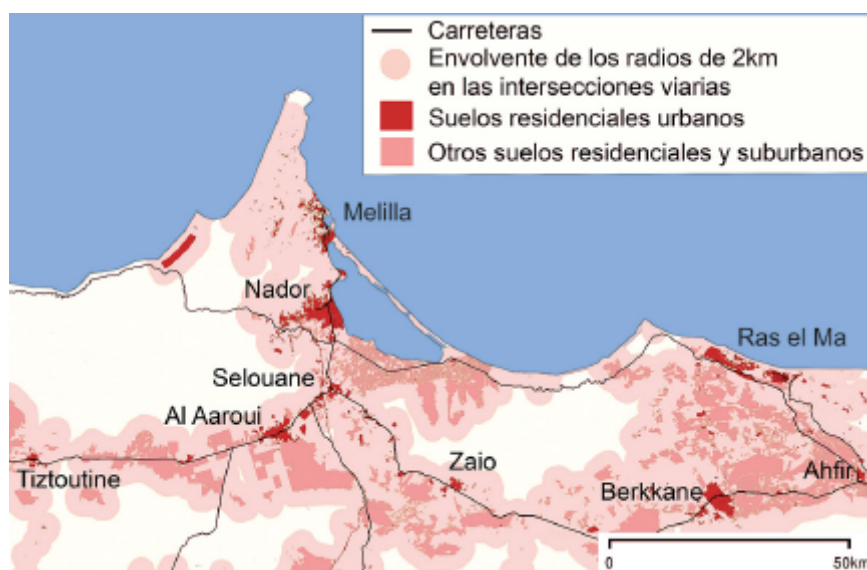 Carreteras
Envolvente de los radios de 2km
en las intersecciones viarias
Suelos residenciales urbanos
Otros suelos residenciales y suburbanos
Melilla
Nador
Ras el Ma
Selouane
Al Aaroui
Zaio
Tiztoutine
Berkkane
Ahfir
0
50km